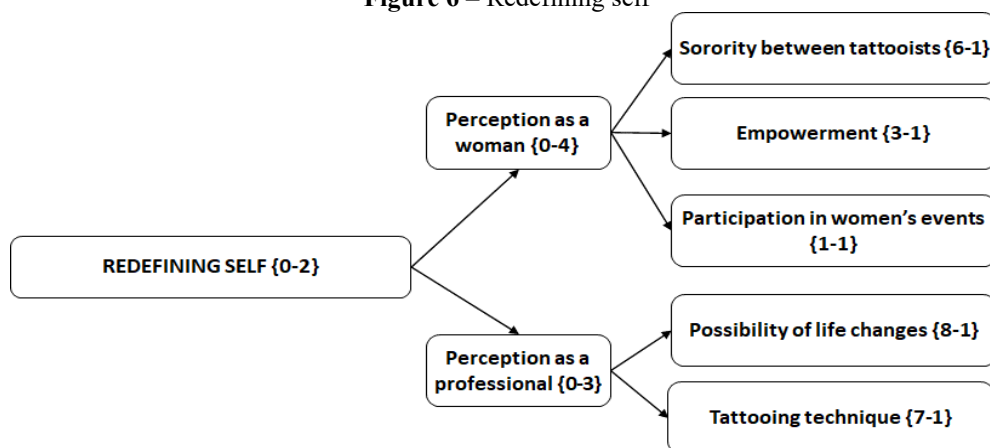 Figure 6 – Redefining self
Sorority between tattooists {6-1}
Perception as a
woman {0-4}
Empowerment {3-1}
Participation in women's events
{1-1}
REDEFINING SELF {0-2}
Possibility of life changes {8-1}
Perception as a
professional {0-3}
Tattooing technique {7-1}